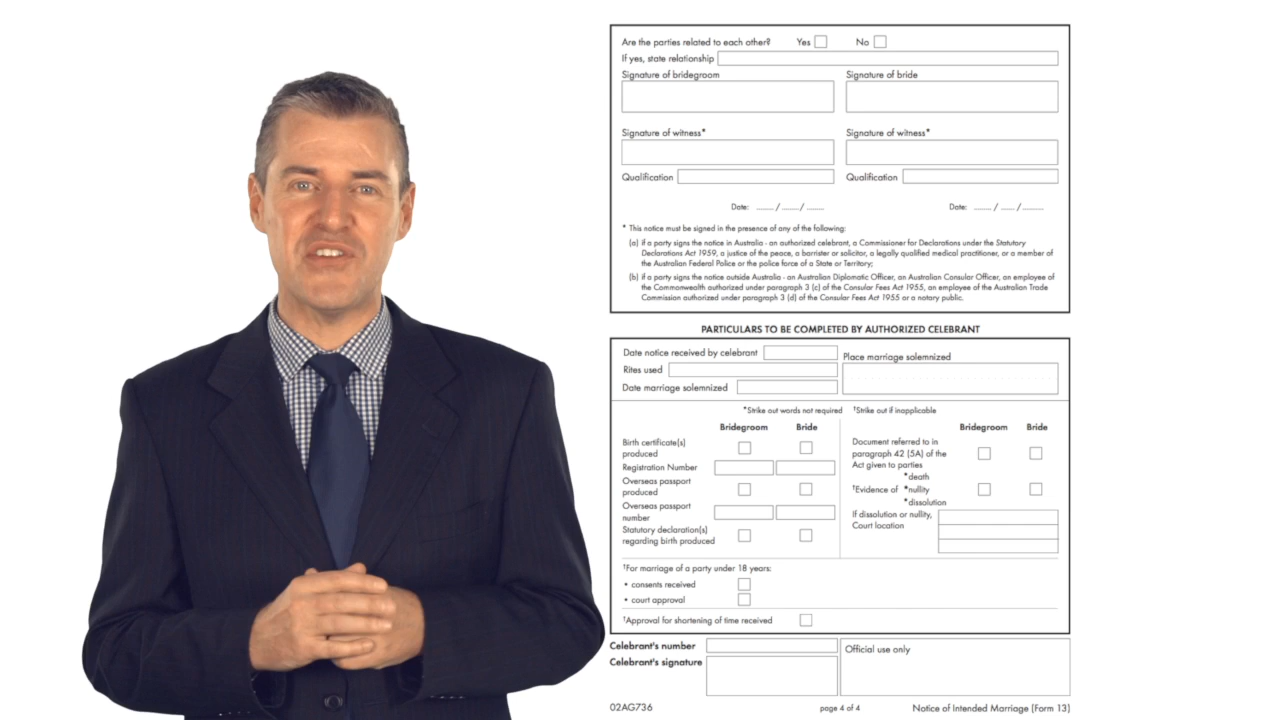 Are the parties related to each other? Yes No
If yes, state relationship
Signature of bridegroom Signature of bride
Signature of witness* Signature of witness*
Qualification Qualification
Date: ....... / ....... / ....... Date: ....... / ...... / ........
* This notice must be signed in the presence of any of the following:
(a) if a party signs the notice in Australia - an authorized celebrant, a Commissioner for Declarations under the Statutory
Declarations Act 1959, a justice of the peace, a barrister or solicitor, a legally qualified medical practitioner, or a member of
the Australian Federal Police or the police force of a State or Territory;
(b) if a party signs the notice outside Australia - an Australian Diplomatic Officer, an Australian Consular Officer, an employee of
the Commonwealth authorized under paragraph 3 (c) of the Consular Fees Act 1955, an employee of the Australian Trade
Commission authorized under paragraph 3 (d) of the Consular Fees Act 1955 or a notary public.
PARTICULARS TO BE COMPLETED BY AUTHORIZED CELEBRANT
Date notice received by celebrant
Rites used
Date marriage solemnized
Place marriage solemnized
*Strike out words not required †Strike out if inapplicable
Bridegroom Bride
Birth certificate(s)
produced
Registration Number
Overseas passport
produced
Overseas passport
number
Statutory declaration(s)
regarding birth produced
Bridegroom Bride
Document referred to in
paragraph 42 (5A) of the
Act given to parties
*death
†Evidence of *nullity
*dissolution
If dissolution or nullity,
Court location
†For marriage of a party under 18 years:
• consents received
• court approval
†Approval for shortening of time received
Celebrant's number
Celebrant's signature
Official use only
02AG736 page 4 of 4 Notice of Intended Marriage (Form 13)